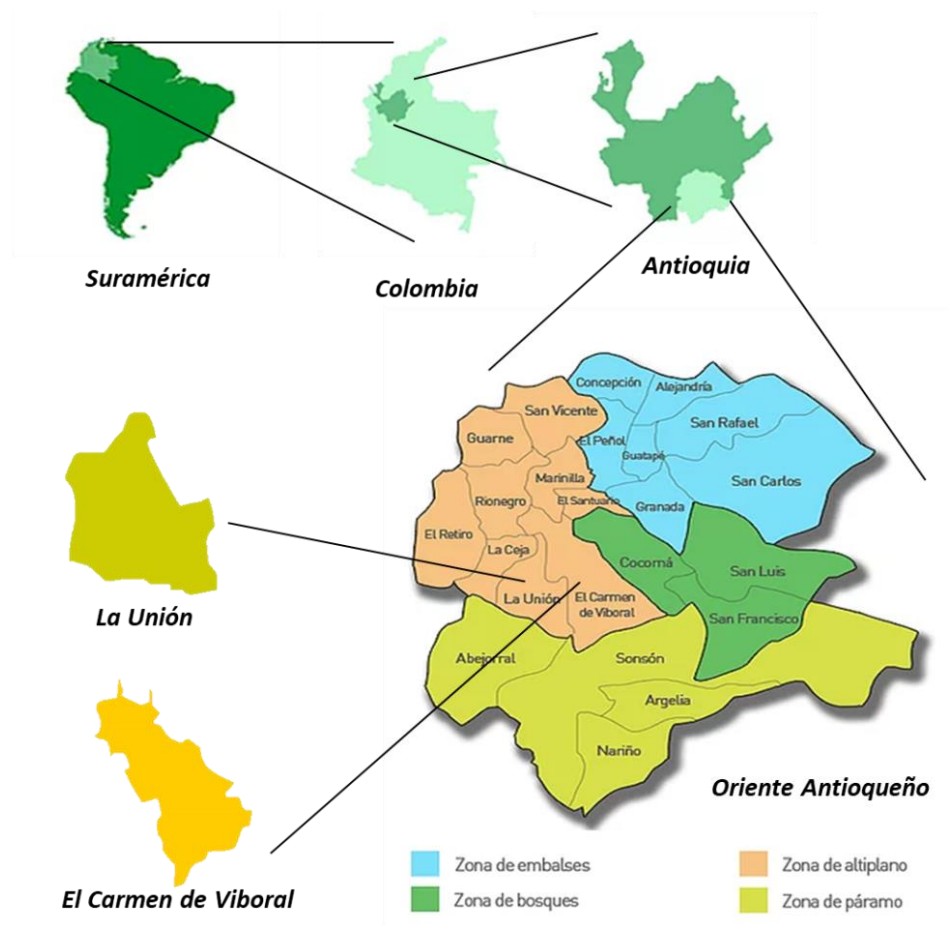 Suramérica
Colombia
Antioquia
Concepción
Alejandría
San Vicente
San Rafael
Guarne
El Peñol
Guatapé
Marinilla
San Carlos
Rionegro
El Santuario
Granada
El Retiro
La Ceja
Cocorná
San Luis
La Unión
El Carmen
de Viboral
San Francisco
Abejorral
Sonsón
Argelia
Nariño
La Unión
El Carmen de Viboral
Oriente Antioqueño
Zona de embalses
Zona de altiplano
Zona de bosques
Zona de páramo